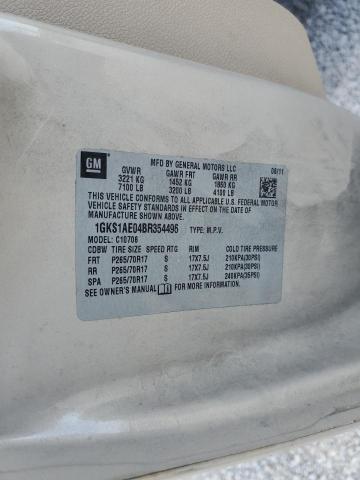 GM MFD BY GENERAL MOTORS LLC 06/11
GVWR GAWR FRT GAWR RR
3221 KG 1452 KG 1860 KG
7100 LB 3200 LB 4100 LB
THIS VEHICLE CONFORMS TO ALL APPLICABLE U.S. FEDERAL MOTOR
VEHICLE SAFETY STANDARDS IN EFFECT ON THE DATE OF
MANUFACTURE SHOWN ABOVE.
1GKS1AE04BR354496 TYPE: M.P.V.
MODEL: C10706
CDBW TIRE SIZE SPEED RTG RIM COLD TIRE PRESSURE
FRT P265/70R17 S 17X7.5J 210KPA(30PSI)
RR P265/70R17 S 17X7.5J 210KPA(30PSI)
SPA P265/70R17 S 17X7.5J 240KPA(35PSI)
SEE OWNER'S MANUAL FOR MORE INFORMATION.